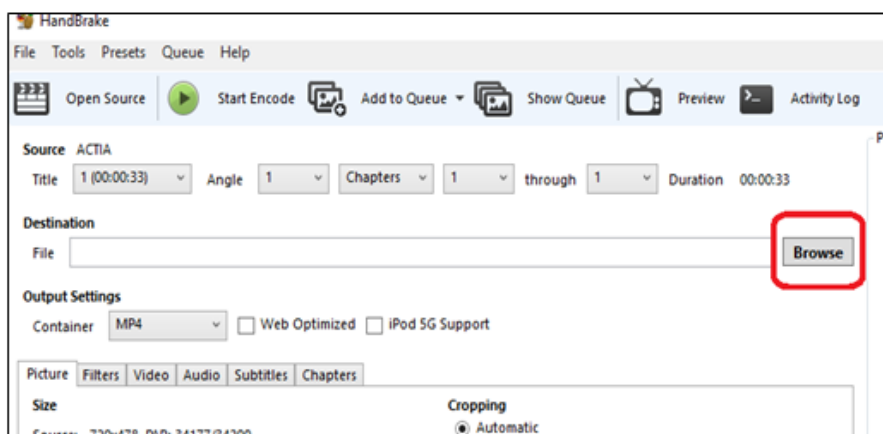 HandBrake
File Tools Presets Queue Help
Open Source Start Encode Add to Queue Show Queue Preview Activity Log
Source ACTIA
Title 1 (00:00:33) Angle 1 Chapters 1 through 1 Duration 00:00:33
Destination
File Browse
Output Settings
Container MP4 Web Optimized iPod 5G Support
Picture Filters Video Audio Subtitles Chapters
Size Cropping
Automatic